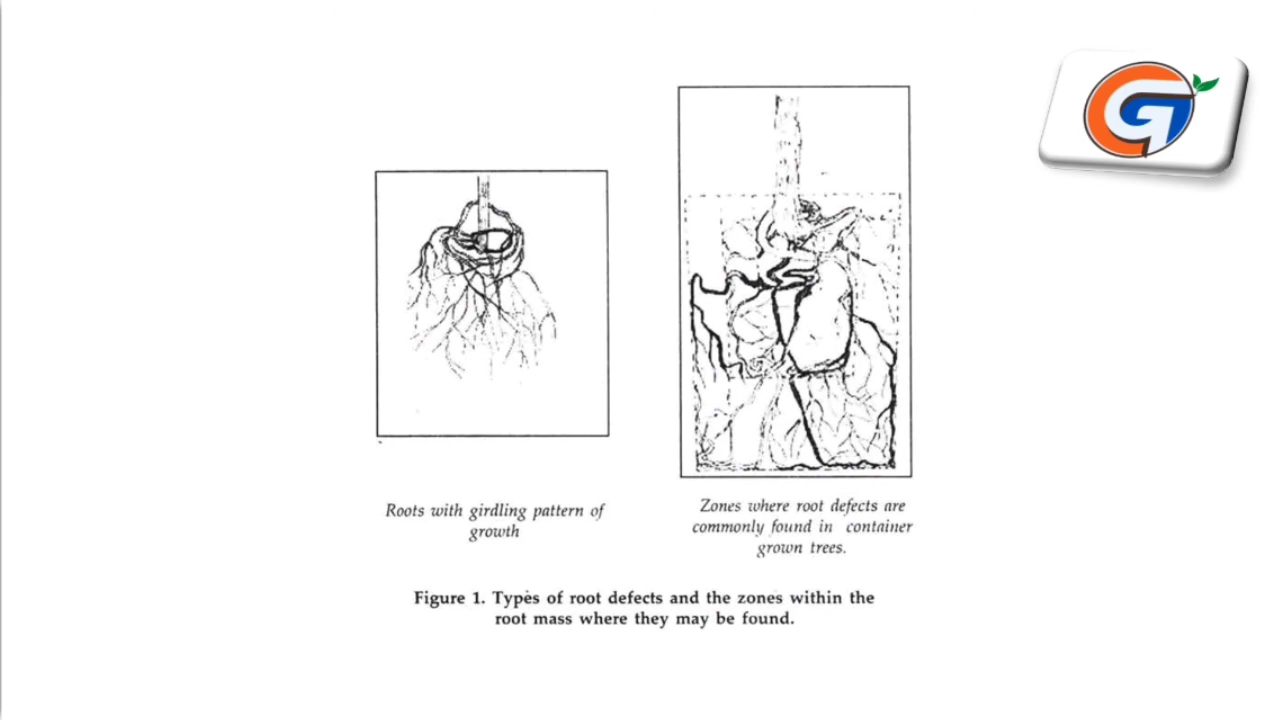 Roots with girdling pattern of
growth
Zones where root defects are
commonly found in container
grown trees.
Figure 1. Types of root defects and the zones within the
root mass where they may be found.